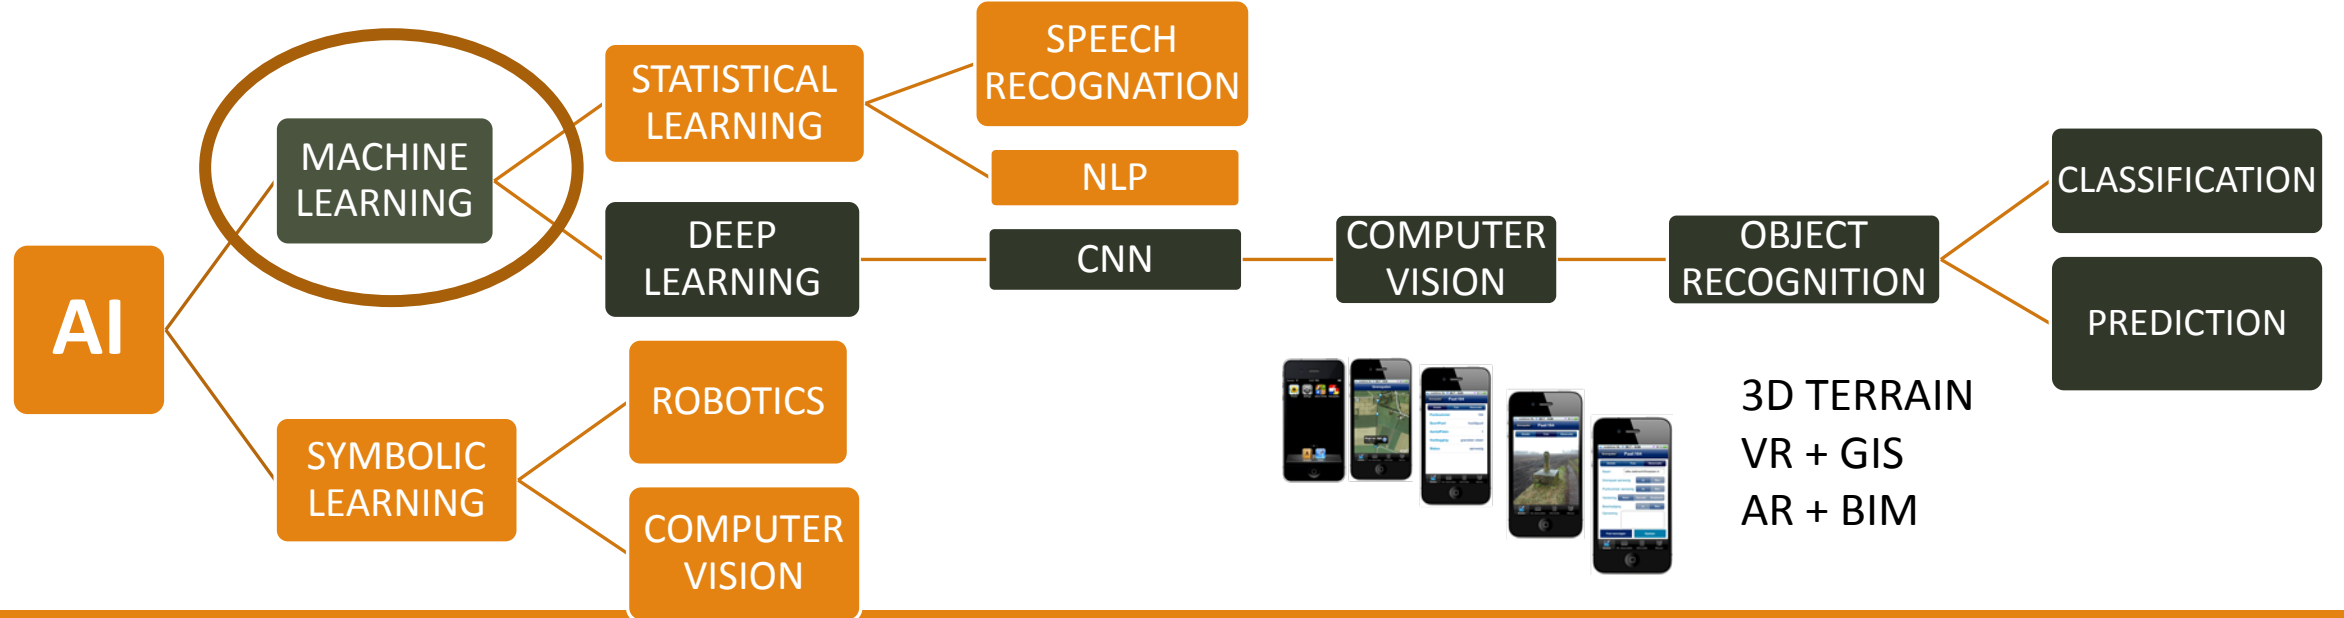 SPEECH
RECOGNATION
STATISTICAL
LEARNING
NLP
MACHINE
LEARNING
DEEP
LEARNING
CNN
COMPUTER
VISION
OBJECT
RECOGNITION
CLASSIFICATION
PREDICTION
AI
SYMBOLIC
LEARNING
ROBOTICS
COMPUTER
VISION
3D TERRAIN
VR + GIS
AR + BIM